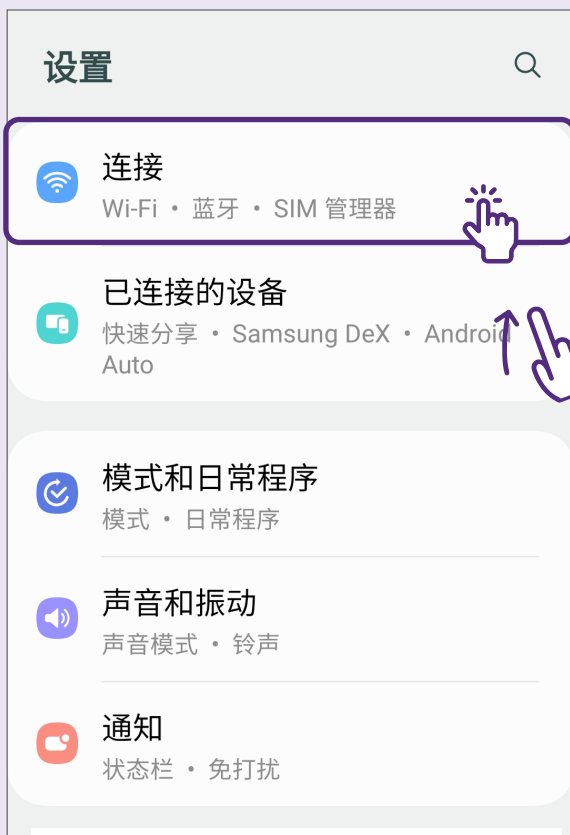 设置
连接
Wi-Fi • 蓝牙 • SIM 管理器
已连接的设备
快速分享 • Samsung DeX • Android
Auto
模式和日常程序
模式 • 日常程序
声音和振动
声音模式 • 铃声
通知
状态栏 • 免打扰